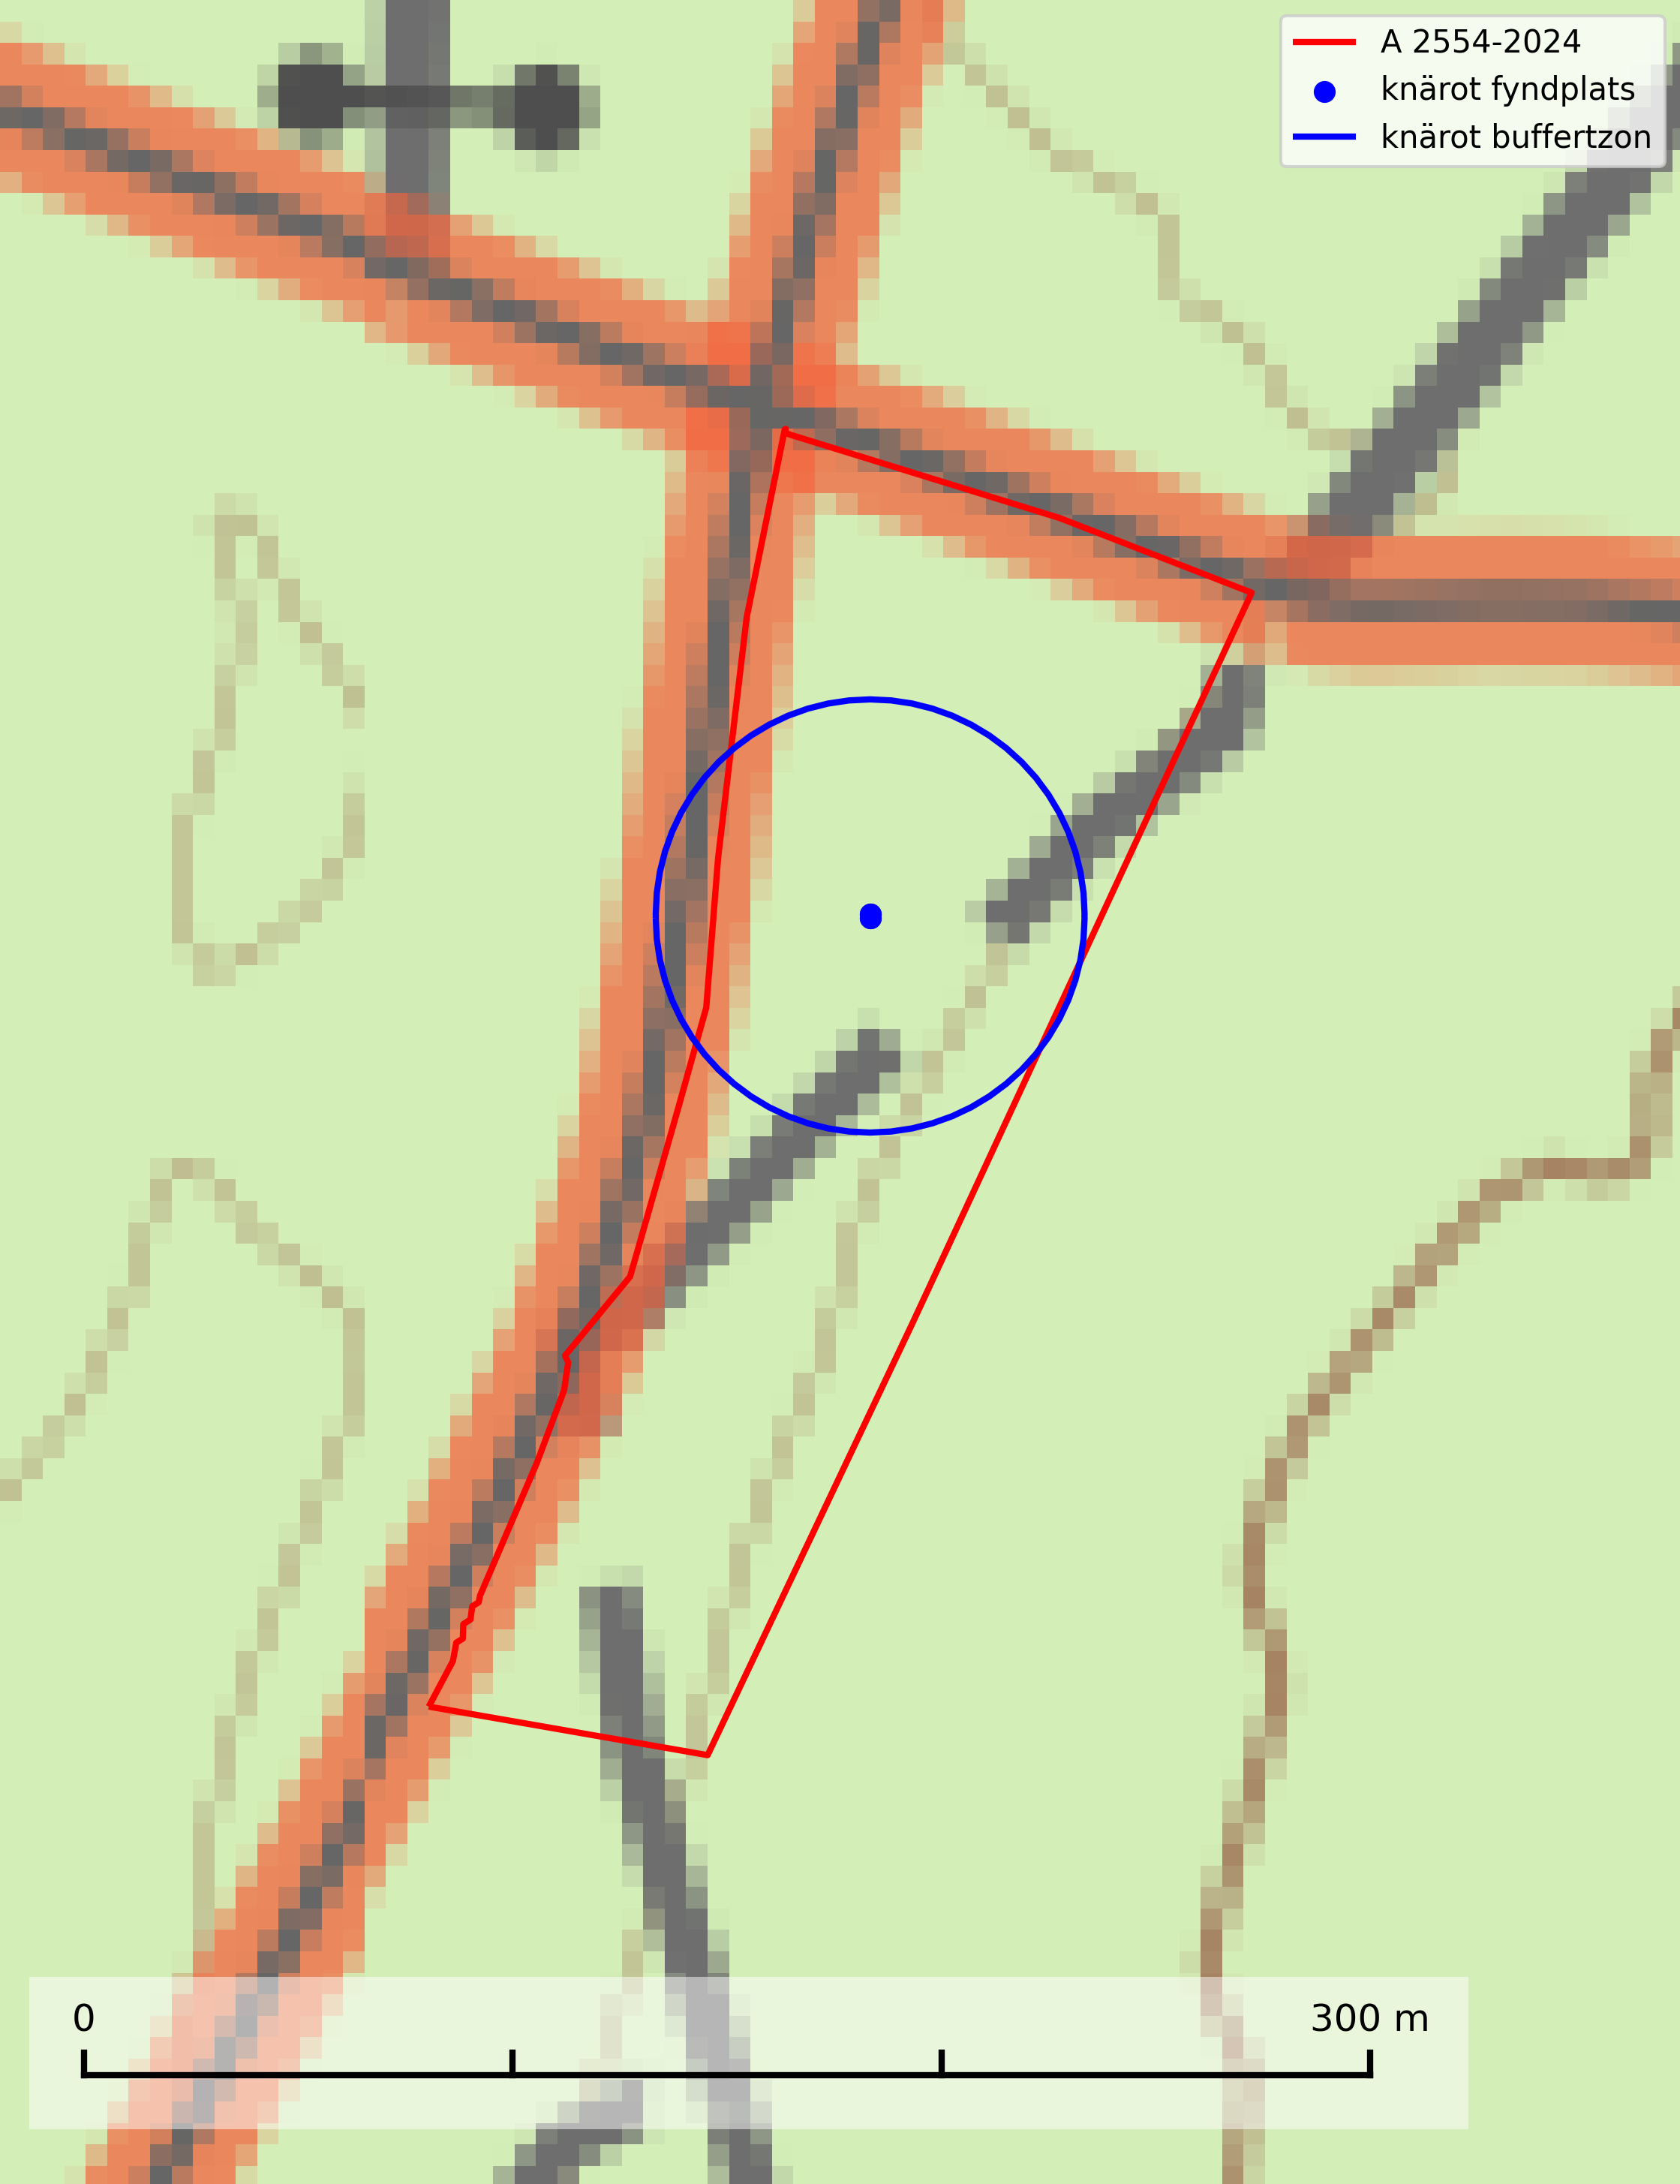 A 2554-2024
knärot fyndplats
knärot buffertzon
0
300 m